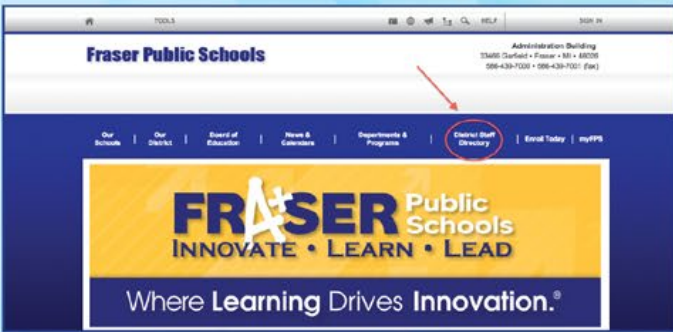 TOOLS HELP SIGN IN
Fraser Public Schools
Administration Building
33466 Garfield • Fraser • MI • 48026
586-439-7000 • 586-439-7001 (fax)
Our Schools | Our District | Board of Education | News & Calendars | Departments & Programs | District Staff Directory | Enroll Today | myFPS
FRASER Public Schools
INNOVATE • LEARN • LEAD
Where Learning Drives Innovation.®